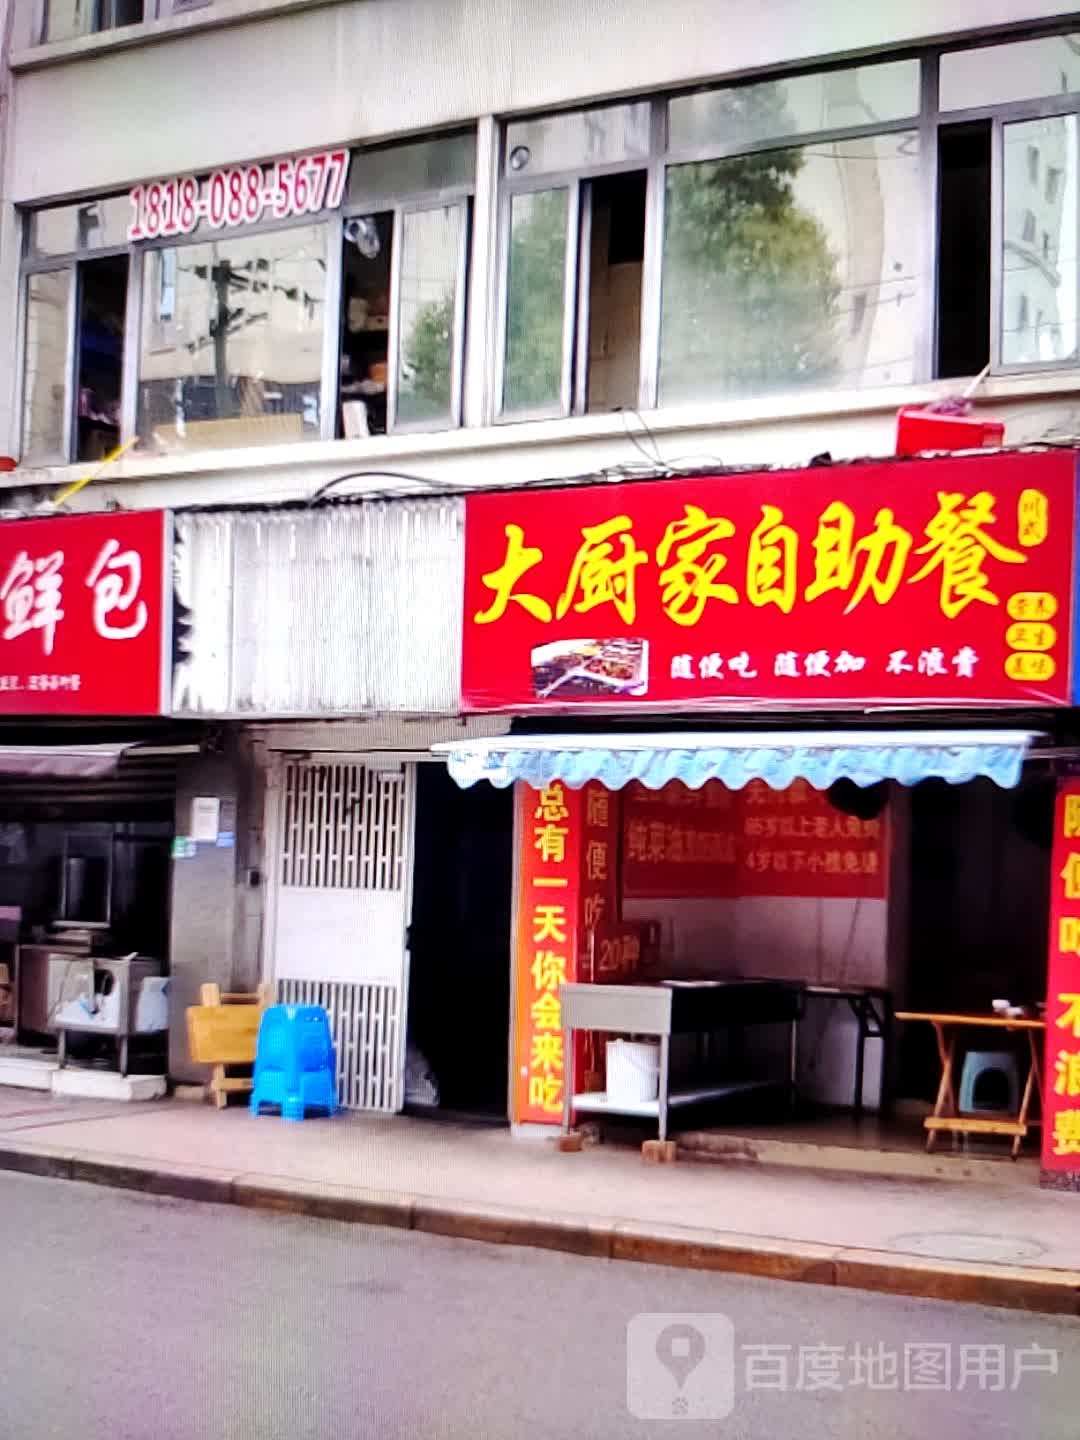 1818-088-5677
鲜包
大厨家自助餐
川式
营养
卫生
美味
随便吃 随便加 不浪费
总有一天你会来吃
随便吃
纯菜油
65岁以上老人免费
4岁以下小孩免费
20种
随便吃不浪费
百度地图用户